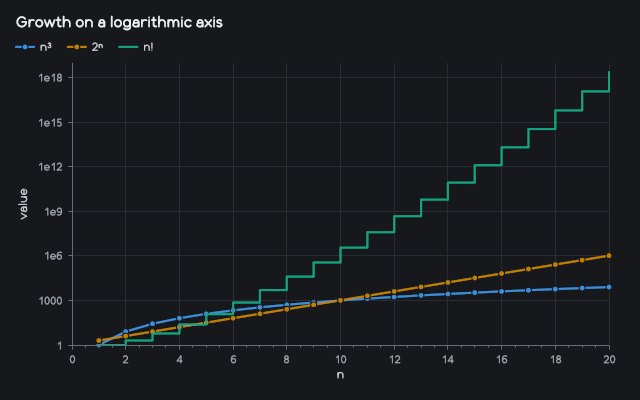 Growth on a logarithmic axis
n³ 2ⁿ n!
1e18
1e15
1e12
1e9
1e6
1000
1
value
0 2 4 6 8 10 12 14 16 18 20
n